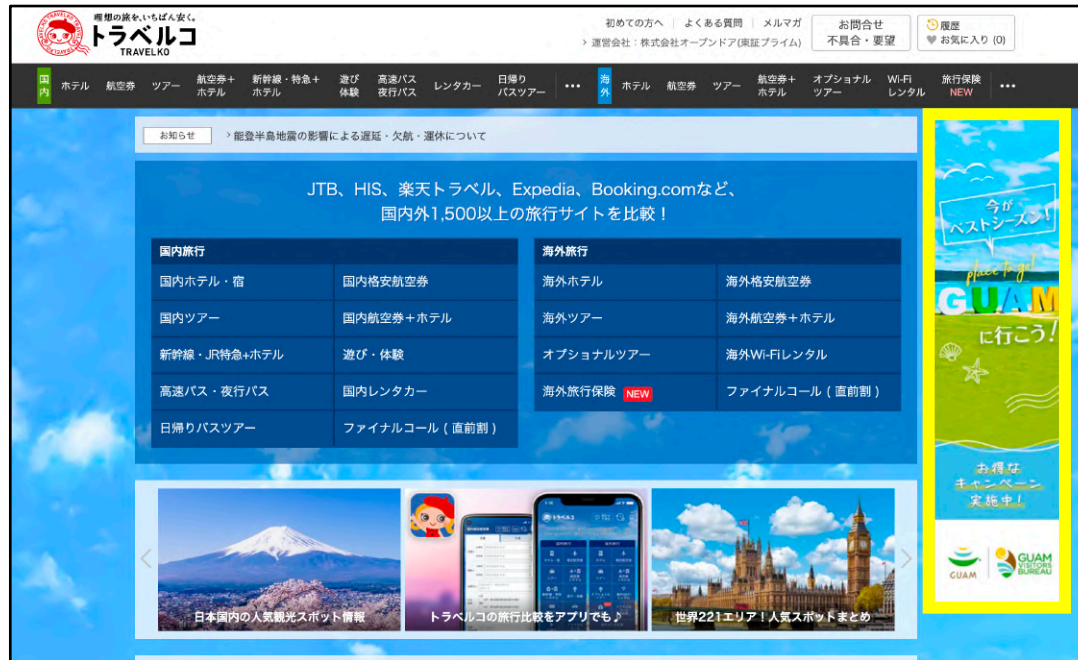 理想の旅を、いちばん安く。
トラベルコ
TRAVELKO
初めての方へ | よくある質問 | メルマガ
> 運営会社：株式会社オープンドア(東証プライム)
お問合せ
不具合・要望
履歴
お気に入り (0)
国内
ホテル
航空券
ツアー
航空券+
ホテル
新幹線・特急+
ホテル
遊び
体験
高速バス
夜行バス
レンタカー
日帰り
バスツアー
•••
海外
ホテル
航空券
ツアー
航空券+
ホテル
オプショナル
ツアー
Wi-Fi
レンタル
旅行保険
NEW
•••
お知らせ
>能登半島地震の影響による遅延・欠航・運休について
JTB、HIS、楽天トラベル、Expedia、Booking.comなど、
国内外1,500以上の旅行サイトを比較！
国内旅行
国内ホテル・宿
国内格安航空券
国内ツアー
国内航空券＋ホテル
新幹線・JR特急+ホテル
遊び・体験
高速バス・夜行バス
国内レンタカー
日帰りバスツアー
ファイナルコール ( 直前割 )
海外旅行
海外ホテル
海外格安航空券
海外ツアー
海外航空券＋ホテル
オプショナルツアー
海外Wi-Fiレンタル
海外旅行保険 NEW
ファイナルコール ( 直前割 )
今が
ベストシーズン！
place to go!
GUAM
に行こう！
お得な
キャンペーン
実施中！
GUAM
GUAM
VISITORS
BUREAU
日本国内の人気観光スポット情報
トラベルコの旅行比較をアプリでも♪
世界221エリア！人気スポットまとめ